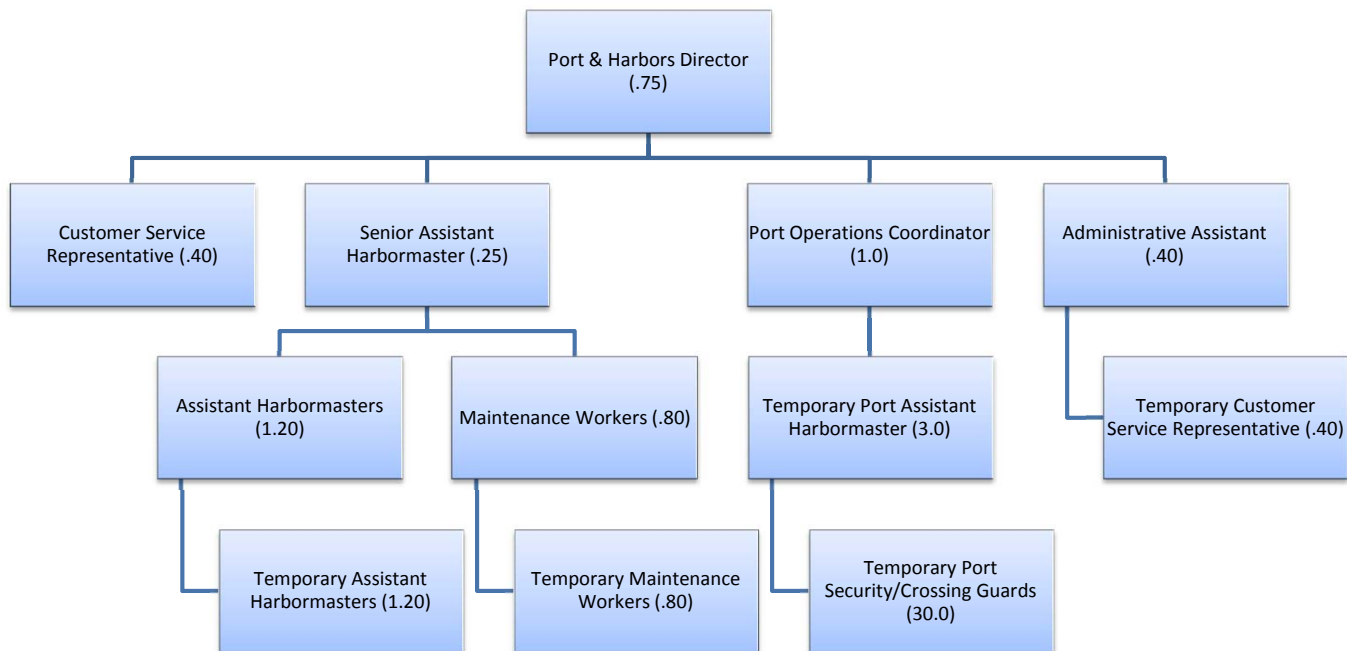 Port & Harbors Director
(.75)
Customer Service
Representative (.40)
Senior Assistant
Harbormaster (.25)
Port Operations Coordinator
(1.0)
Administrative Assistant
(.40)
Assistant Harbormasters
(1.20)
Maintenance Workers (.80)
Temporary Port Assistant
Harbormaster (3.0)
Temporary Customer
Service Representative (.40)
Temporary Assistant
Harbormasters (1.20)
Temporary Maintenance
Workers (.80)
Temporary Port
Security/Crossing Guards
(30.0)